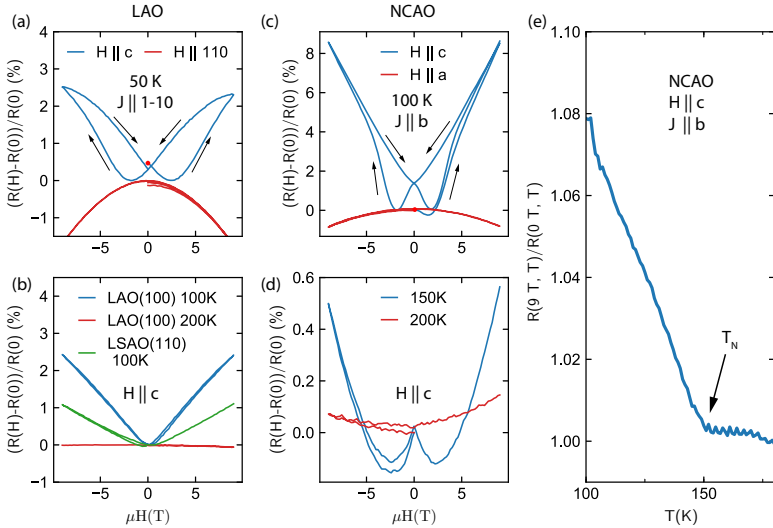 LAO
NCAO
(a)
H || c
H || 110
50 K
J || 1-10
(R(H)-R(0))/R(0) (%)
4
3
2
1
0
−1
−5
0
5
(b)
LAO(100) 100K
LAO(100) 200K
LSAO(110)
100K
H || c
(R(H)-R(0))/R(0) (%)
4
3
2
1
0
−1
−5
0
5
μH(T)
(c)
H || c
H || a
100 K
J || b
(R(H)-R(0))/R(0) (%)
8
6
4
2
0
−5
0
5
(d)
150K
200K
H || c
(R(H)-R(0))/R(0) (%)
0.6
0.4
0.2
0.0
−5
0
5
μH(T)
(e)
NCAO
H || c
J || b
T_N
R(9 T, T)/R(0 T, T)
1.10
1.08
1.06
1.04
1.02
1.00
100
150
T(K)